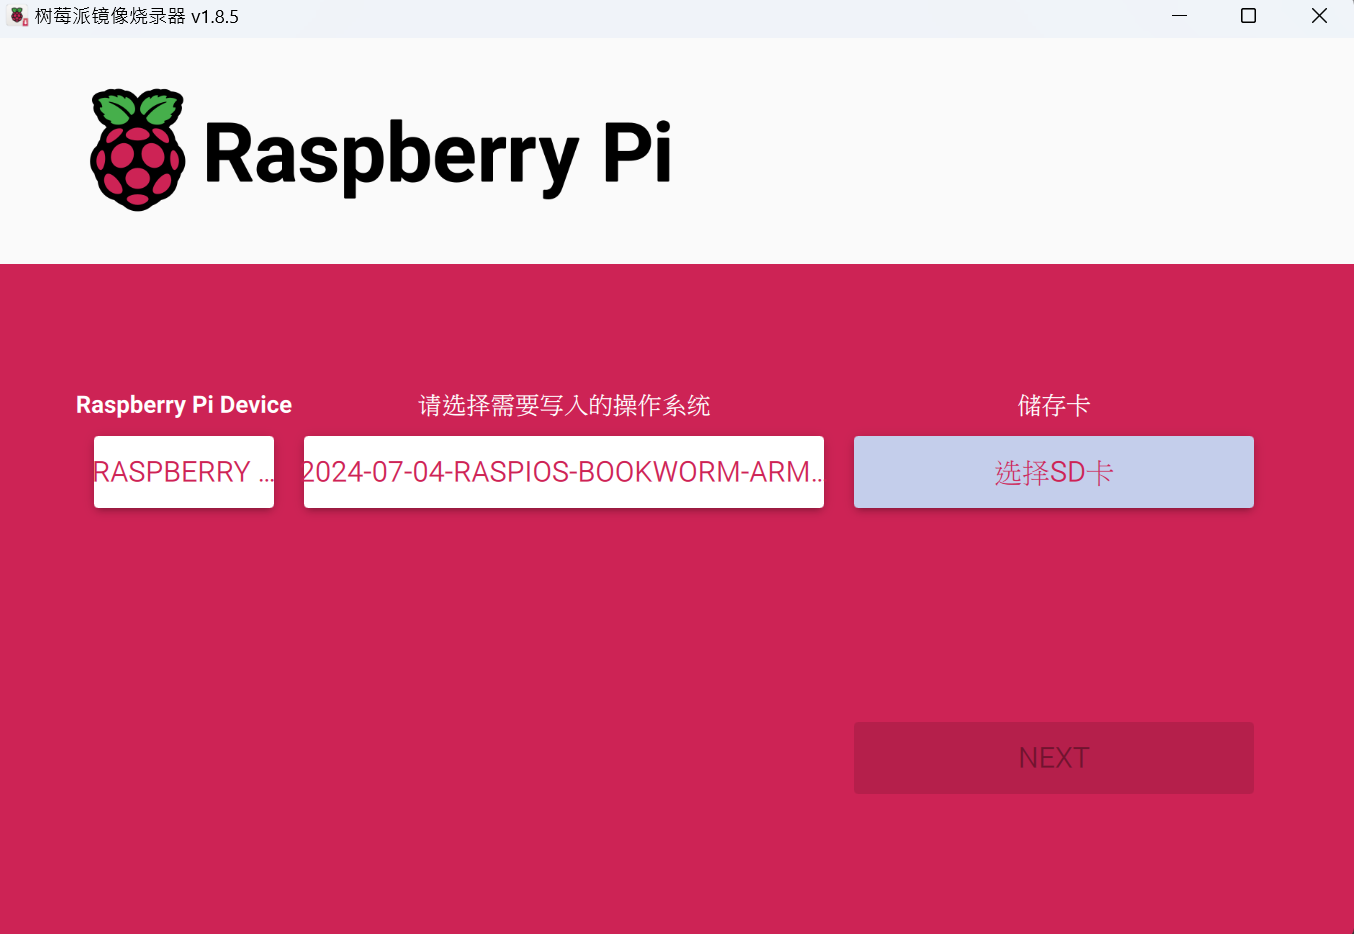 树莓派镜像烧录器 v1.8.5
Raspberry Pi
Raspberry Pi Device
请选择需要写入的操作系统
储存卡
RASPBERRY ...
2024-07-04-RASPIOS-BOOKWORM-ARM...
选择SD卡
NEXT